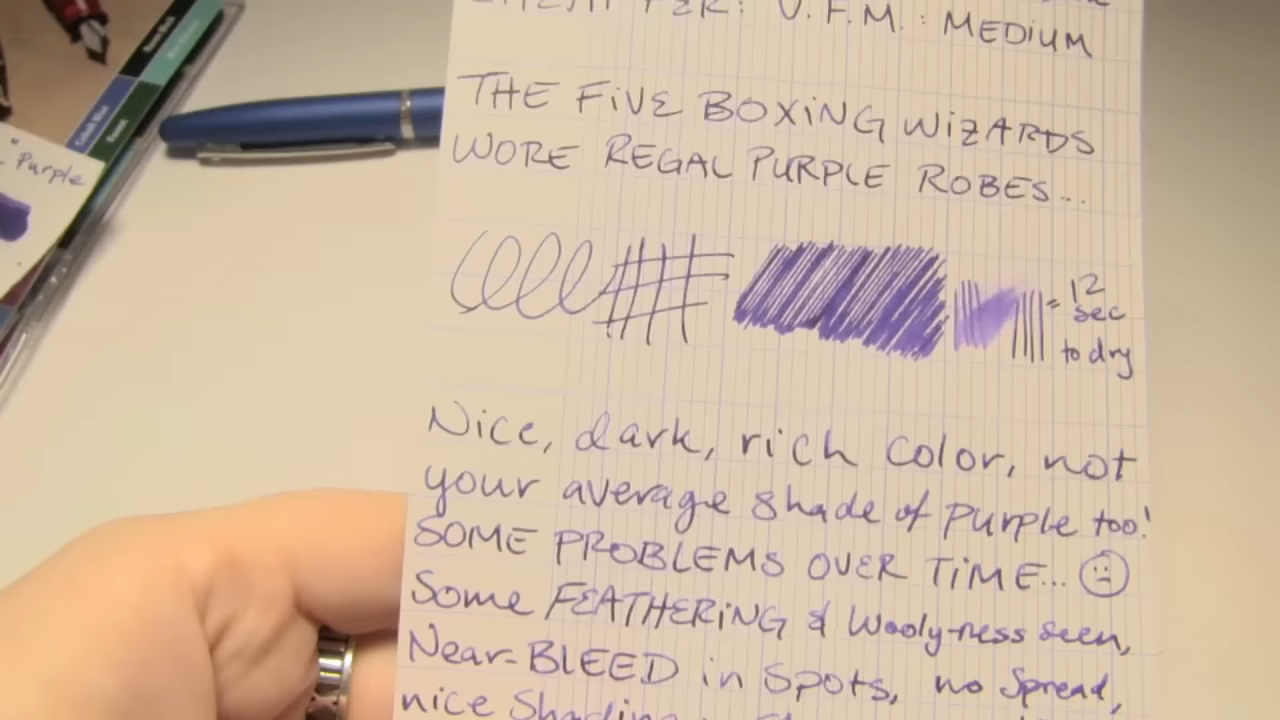 V.F.M.: MEDIUM
THE FiVE BOXiNG WiZARDS
WORE REGAL PURPLE ROBES...
= 12
sec
to dry
Nice, dark, rich color, not
your average shade of purple too!
SOME PROBLEMS OVER TiME...
Some FEATHERiNG & Wooly-ness seen,
Near-BLEED in Spots, no Spread,
nice Shading
"Purple